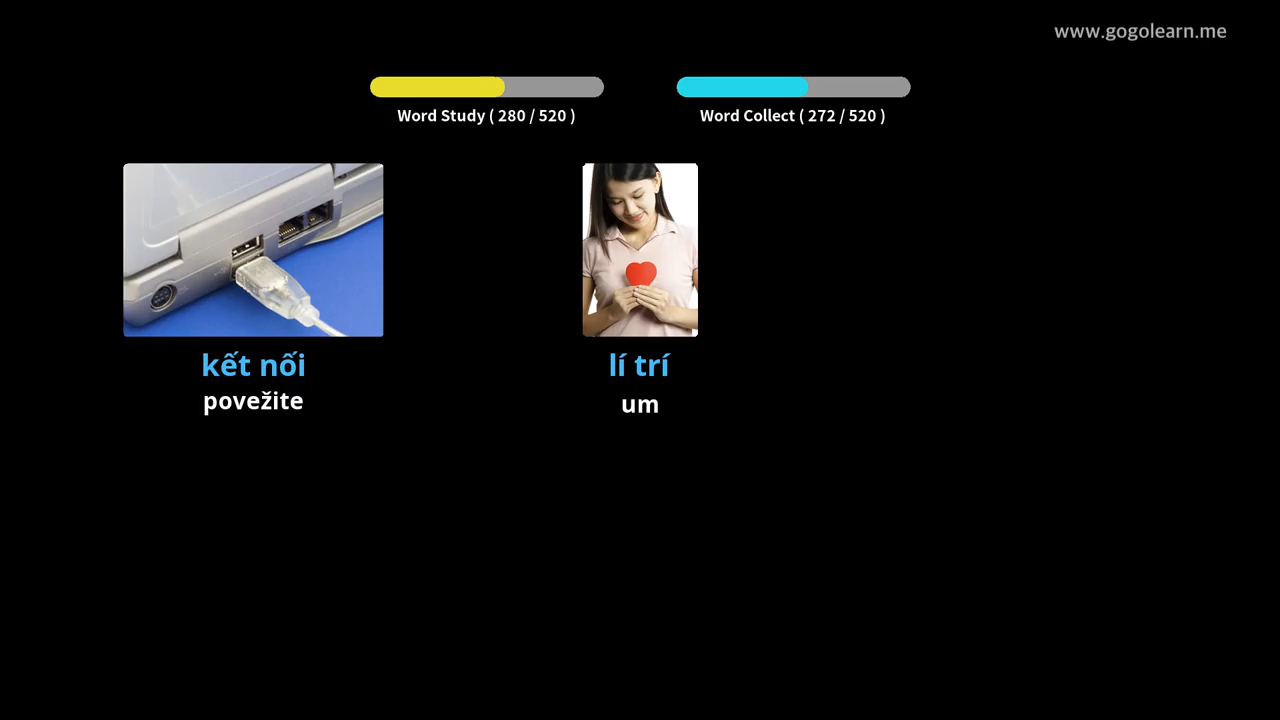 www.gogolearn.me
Word Study ( 280 / 520 )
Word Collect ( 272 / 520 )
kết nối
povežite
lí trí
um